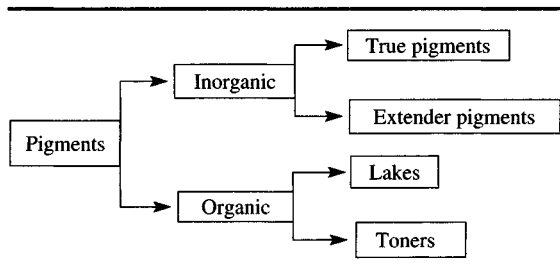 True pigments
Inorganic
Extender pigments
Pigments
Lakes
Organic
Toners